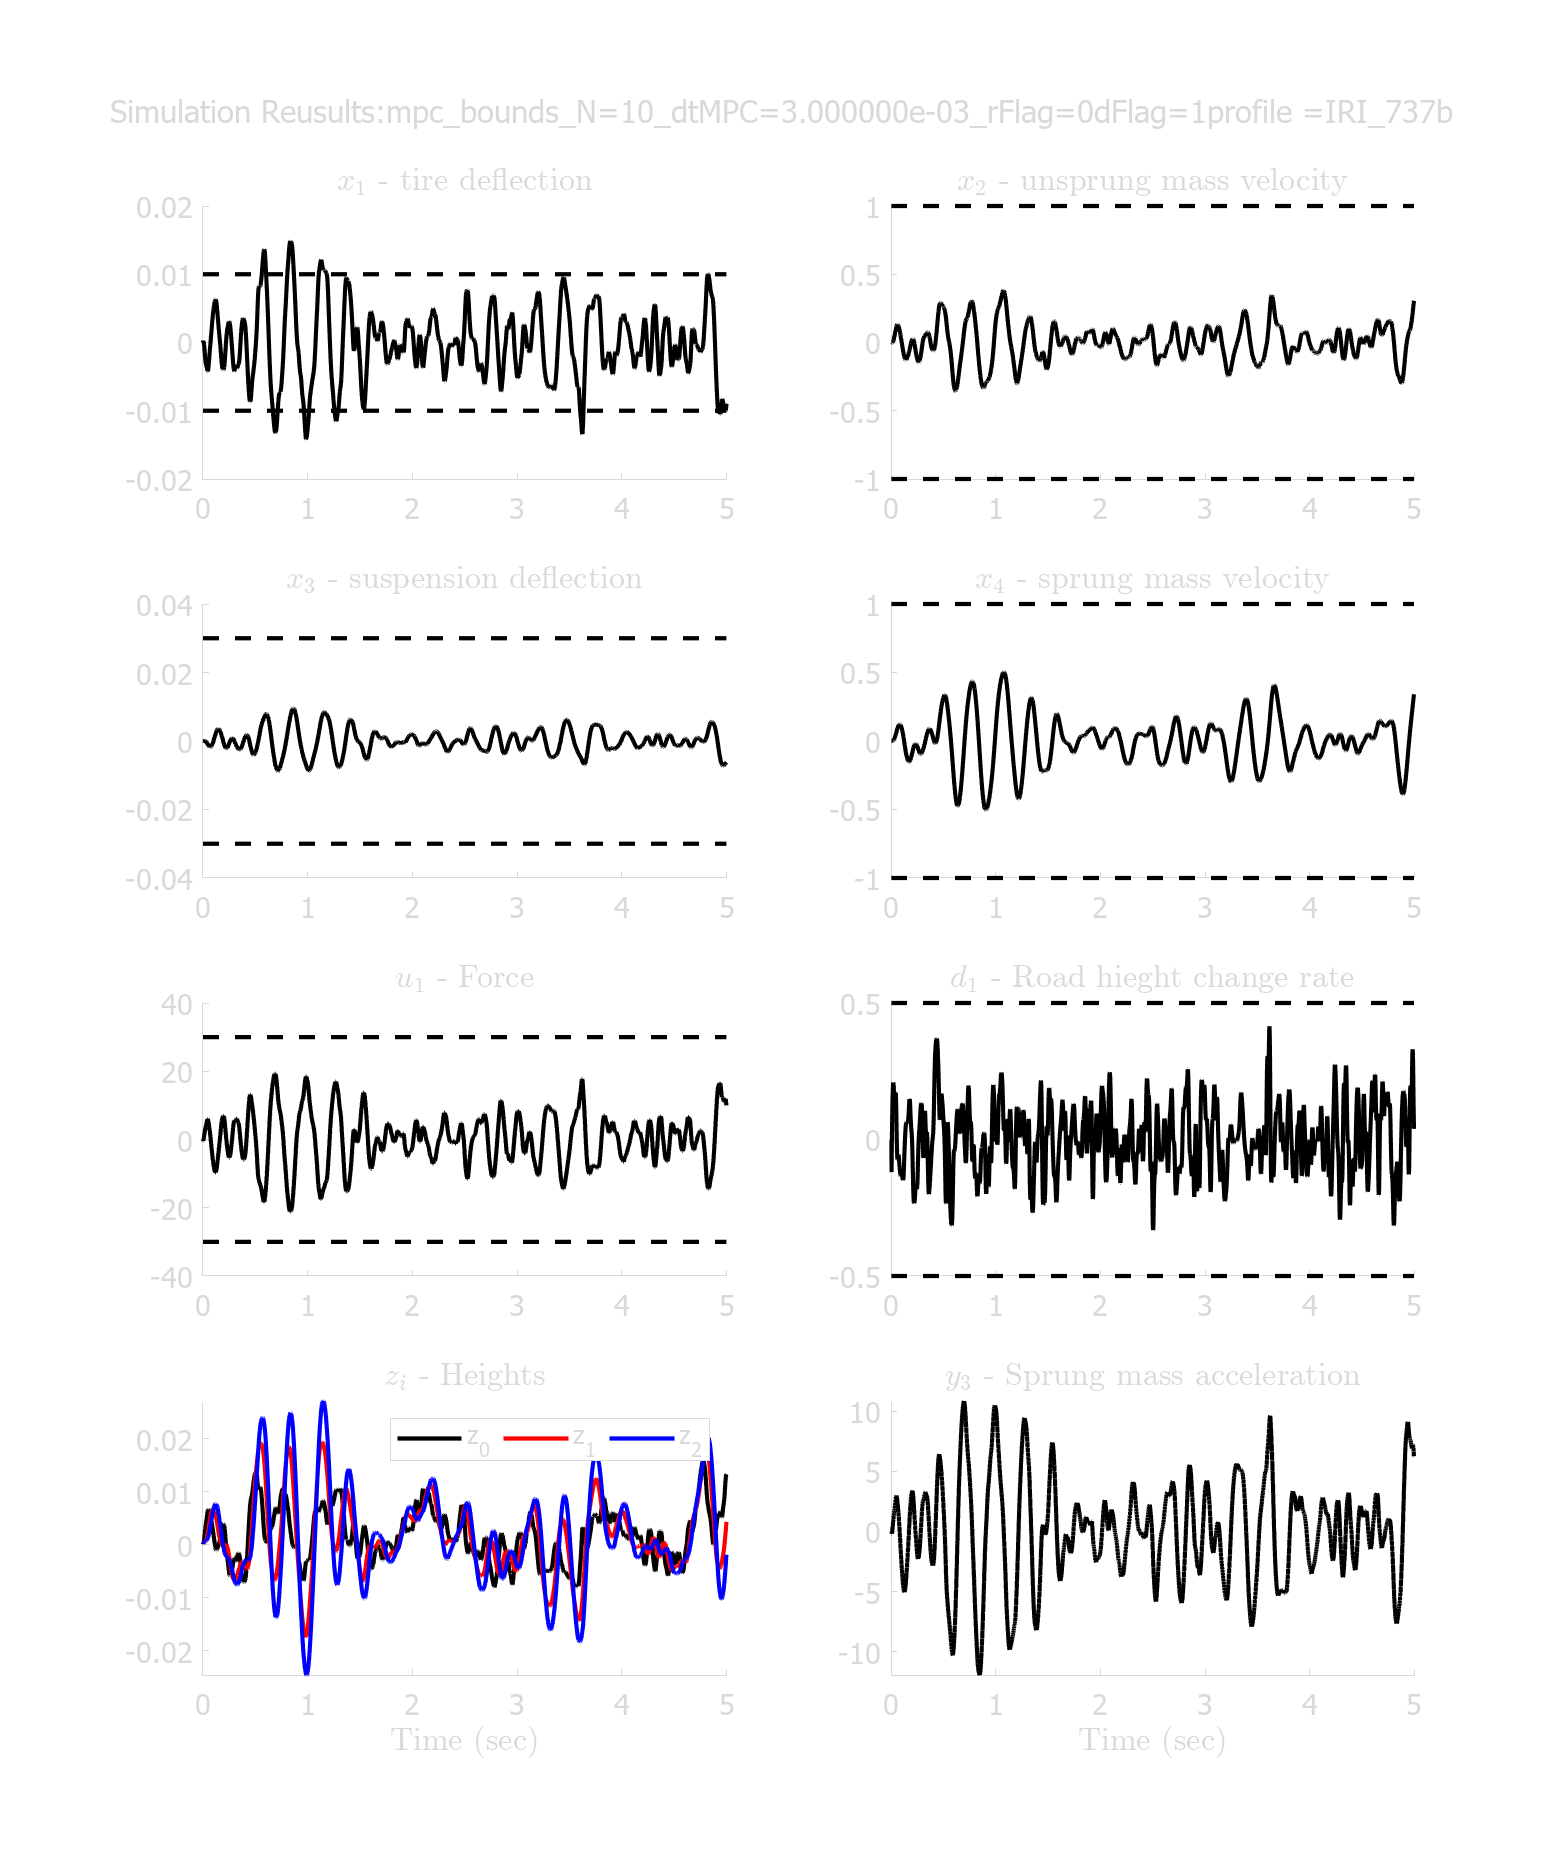 Simulation Reusults:mpc_bounds_N=10_dtMPC=3.000000e-03_rFlag=0dFlag=1profile =IRI_737b
x1 - tire deflection
0.02
0.01
0
-0.01
-0.02
0 1 2 3 4 5
x2 - unsprung mass velocity
1
0.5
0
-0.5
-1
0 1 2 3 4 5
x3 - suspension deflection
0.04
0.02
0
-0.02
-0.04
0 1 2 3 4 5
x4 - sprung mass velocity
1
0.5
0
-0.5
-1
0 1 2 3 4 5
u1 - Force
40
20
0
-20
-40
0 1 2 3 4 5
d1 - Road hieght change rate
0.5
0
-0.5
0 1 2 3 4 5
zi - Heights
z0 z1 z2
0.02
0.01
0
-0.01
-0.02
0 1 2 3 4 5
Time (sec)
y3 - Sprung mass acceleration
10
5
0
-5
-10
0 1 2 3 4 5
Time (sec)